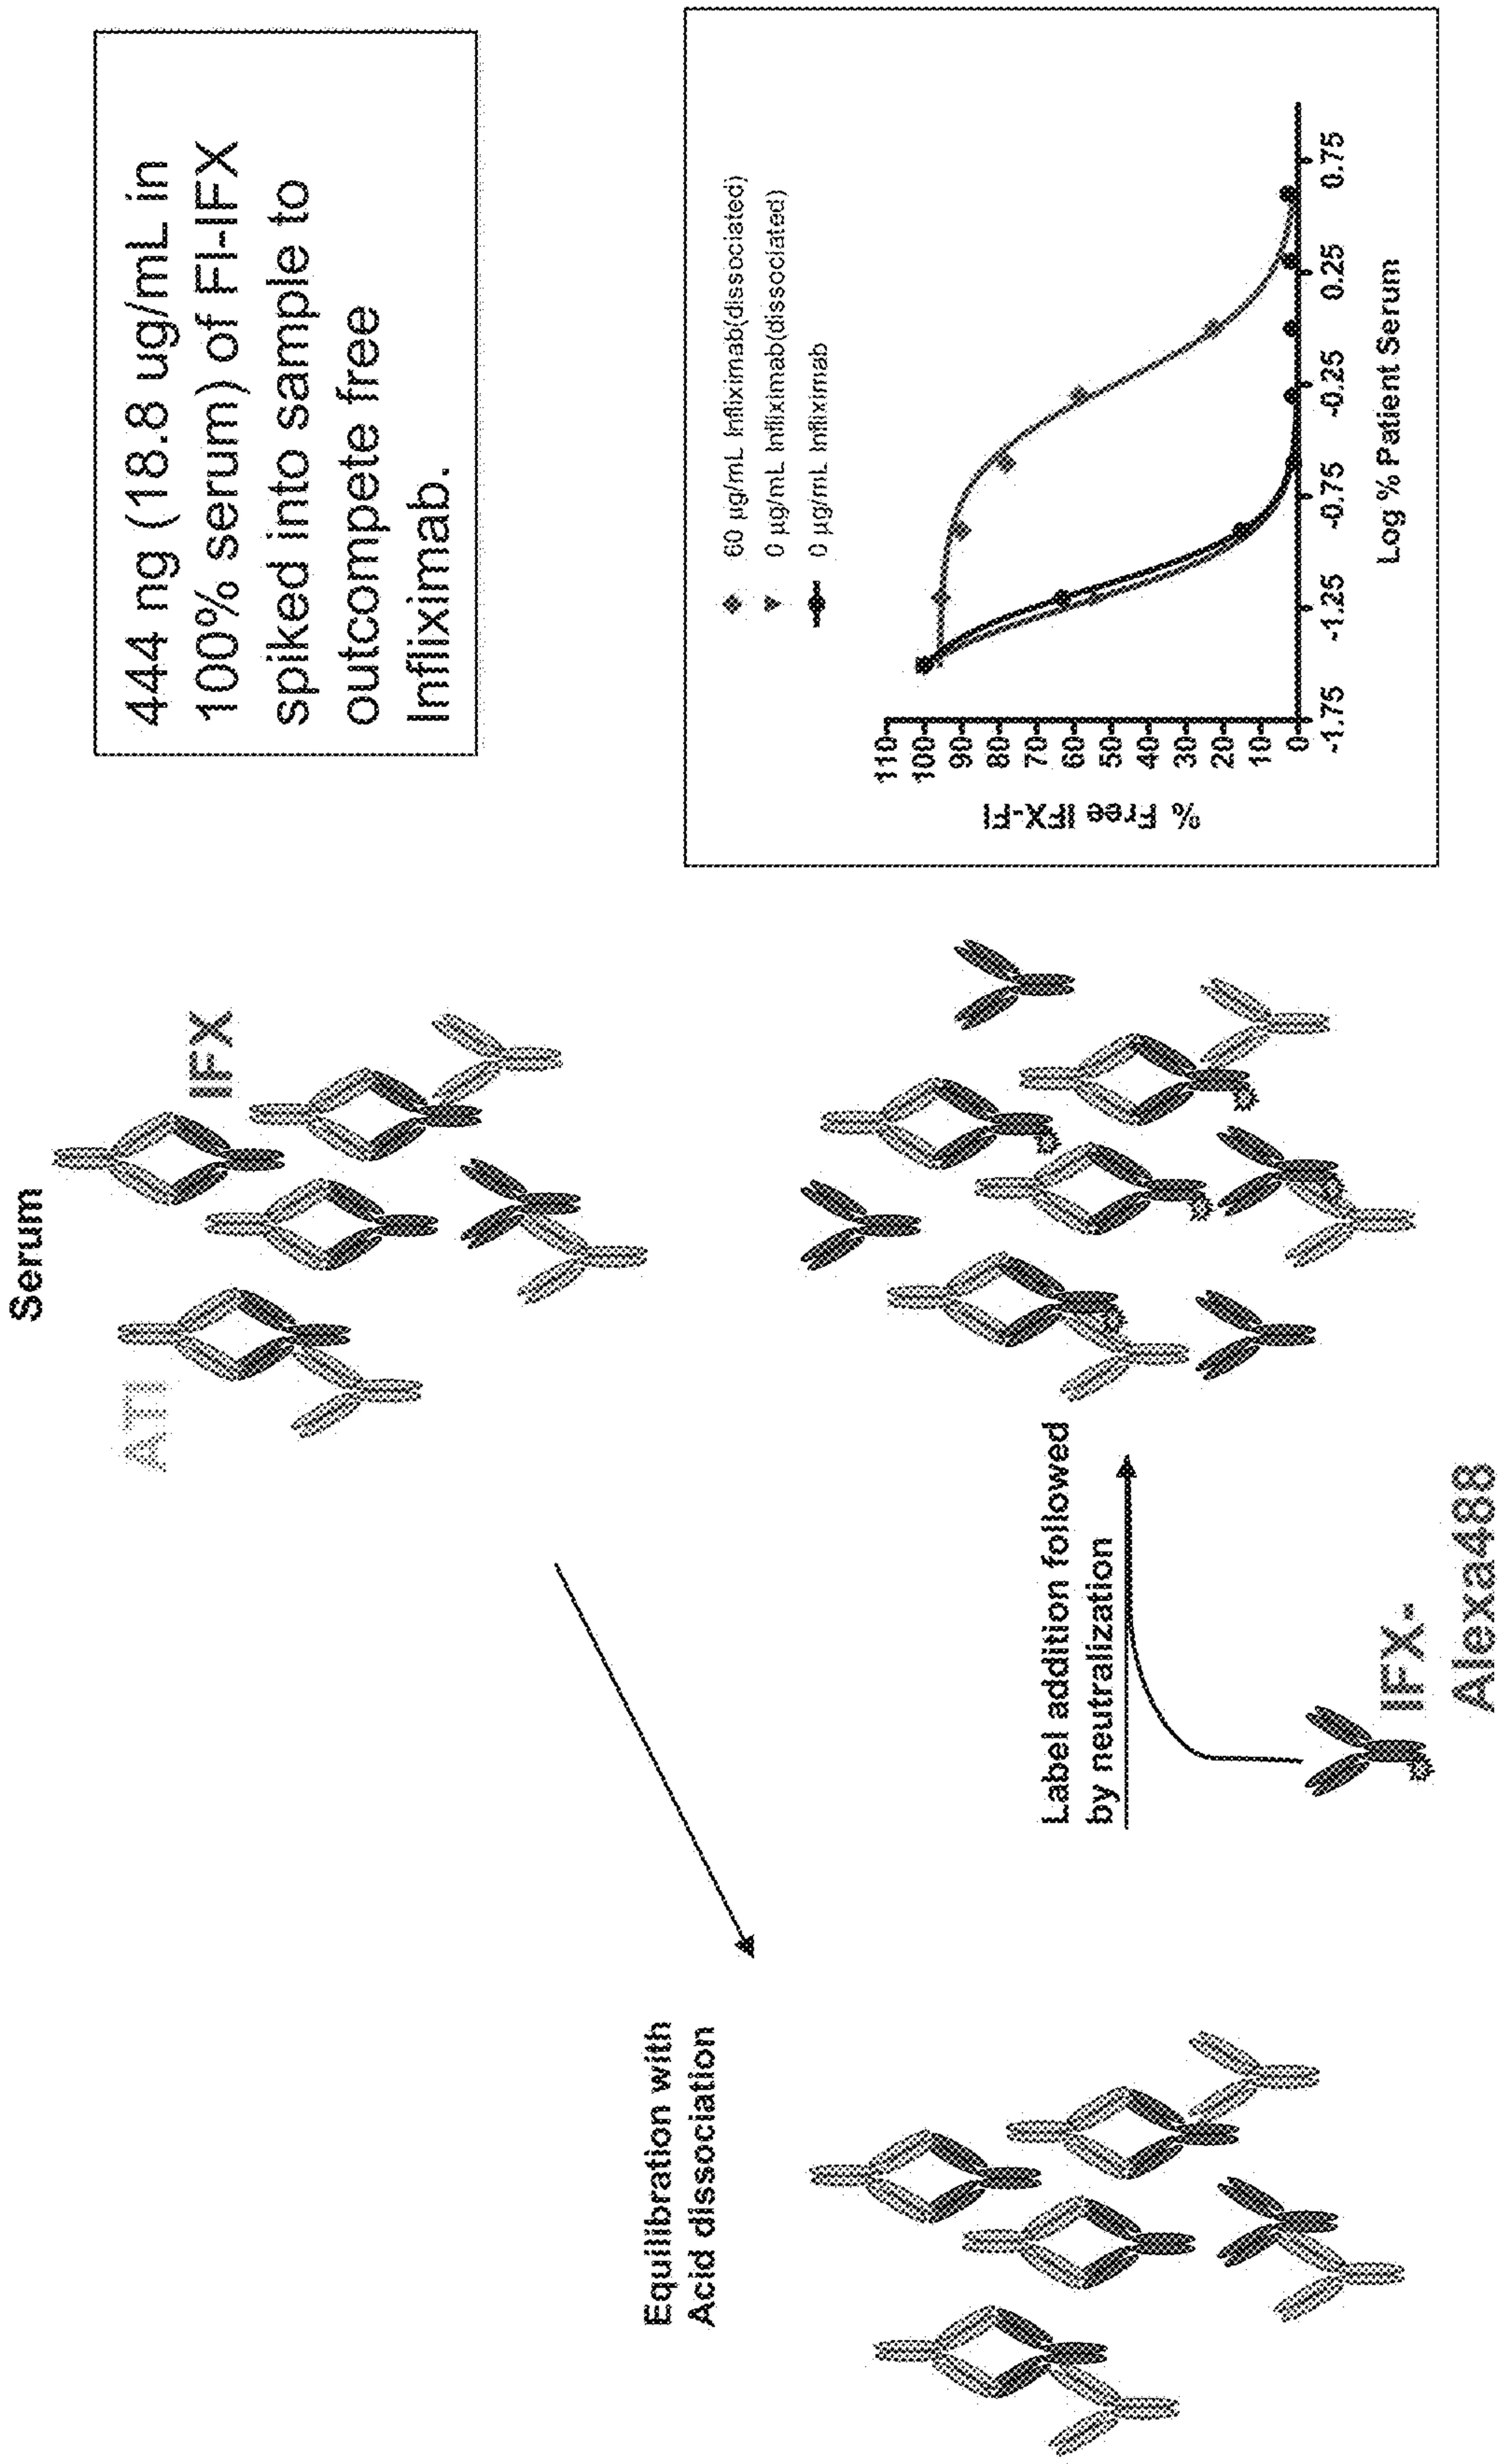 Serum
ATI
IFX
444 ng (18.8 ug/mL in
100% serum) of Fl-IFX
spiked into sample to
outcompete free
Infliximab.
Equilibration with
Acid dissociation
Label addition followed
by neutralization
IFX-
Alexa488
60 µg/mL Infliximab(dissociated)
0 µg/mL Infliximab(dissociated)
0 µg/mL Infliximab
% Free IFX-Fl
110
100
90
80
70
60
50
40
30
20
10
0
-1.75 -1.25 -0.75 -0.25 0.25 0.75
Log % Patient Serum